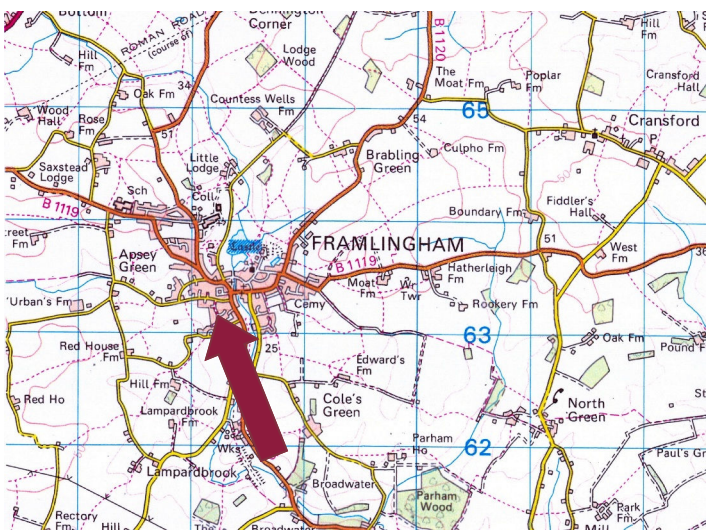 Bottom
Corner
ROMAN ROAD
(course of)
Hill
Fm
Lodge
Wood
B 1120
Hill
Fm
Oak Fm
34
Countess Wells
Fm
The
Moat Fm
Poplar
Fm
Cransford
Hall
Wood
Hall
Rose
Fm
51
54
65
Cransford
P
Saxstead
Lodge
Little
Lodge
Brabling
Green
Culpho Fm
50
Sch
Coll
B 1119
Boundary Fm
Fiddler's
Hall
Fm
Castle
FRAMLINGHAM
51
West
Fm
36
Apsey
Green
B 1119
Moat
Fm
Wr
Twr
Hatherleigh
Fm
'Urban's Fm
Cemy
Rookery Fm
63
Red House
Fm
25
Oak Fm
Pound F
Edward's
Fm
Red Ho
Hill Fm
Lampardbrook
Fm
Cole's
Green
North
Green
Wks
Parham
Ho
62
Lampardbrook
Broadwater
Paul's Gr
Parham
Wood
Rectory
Fm
Hill
The
Broadwater
Mill
Park
Fm